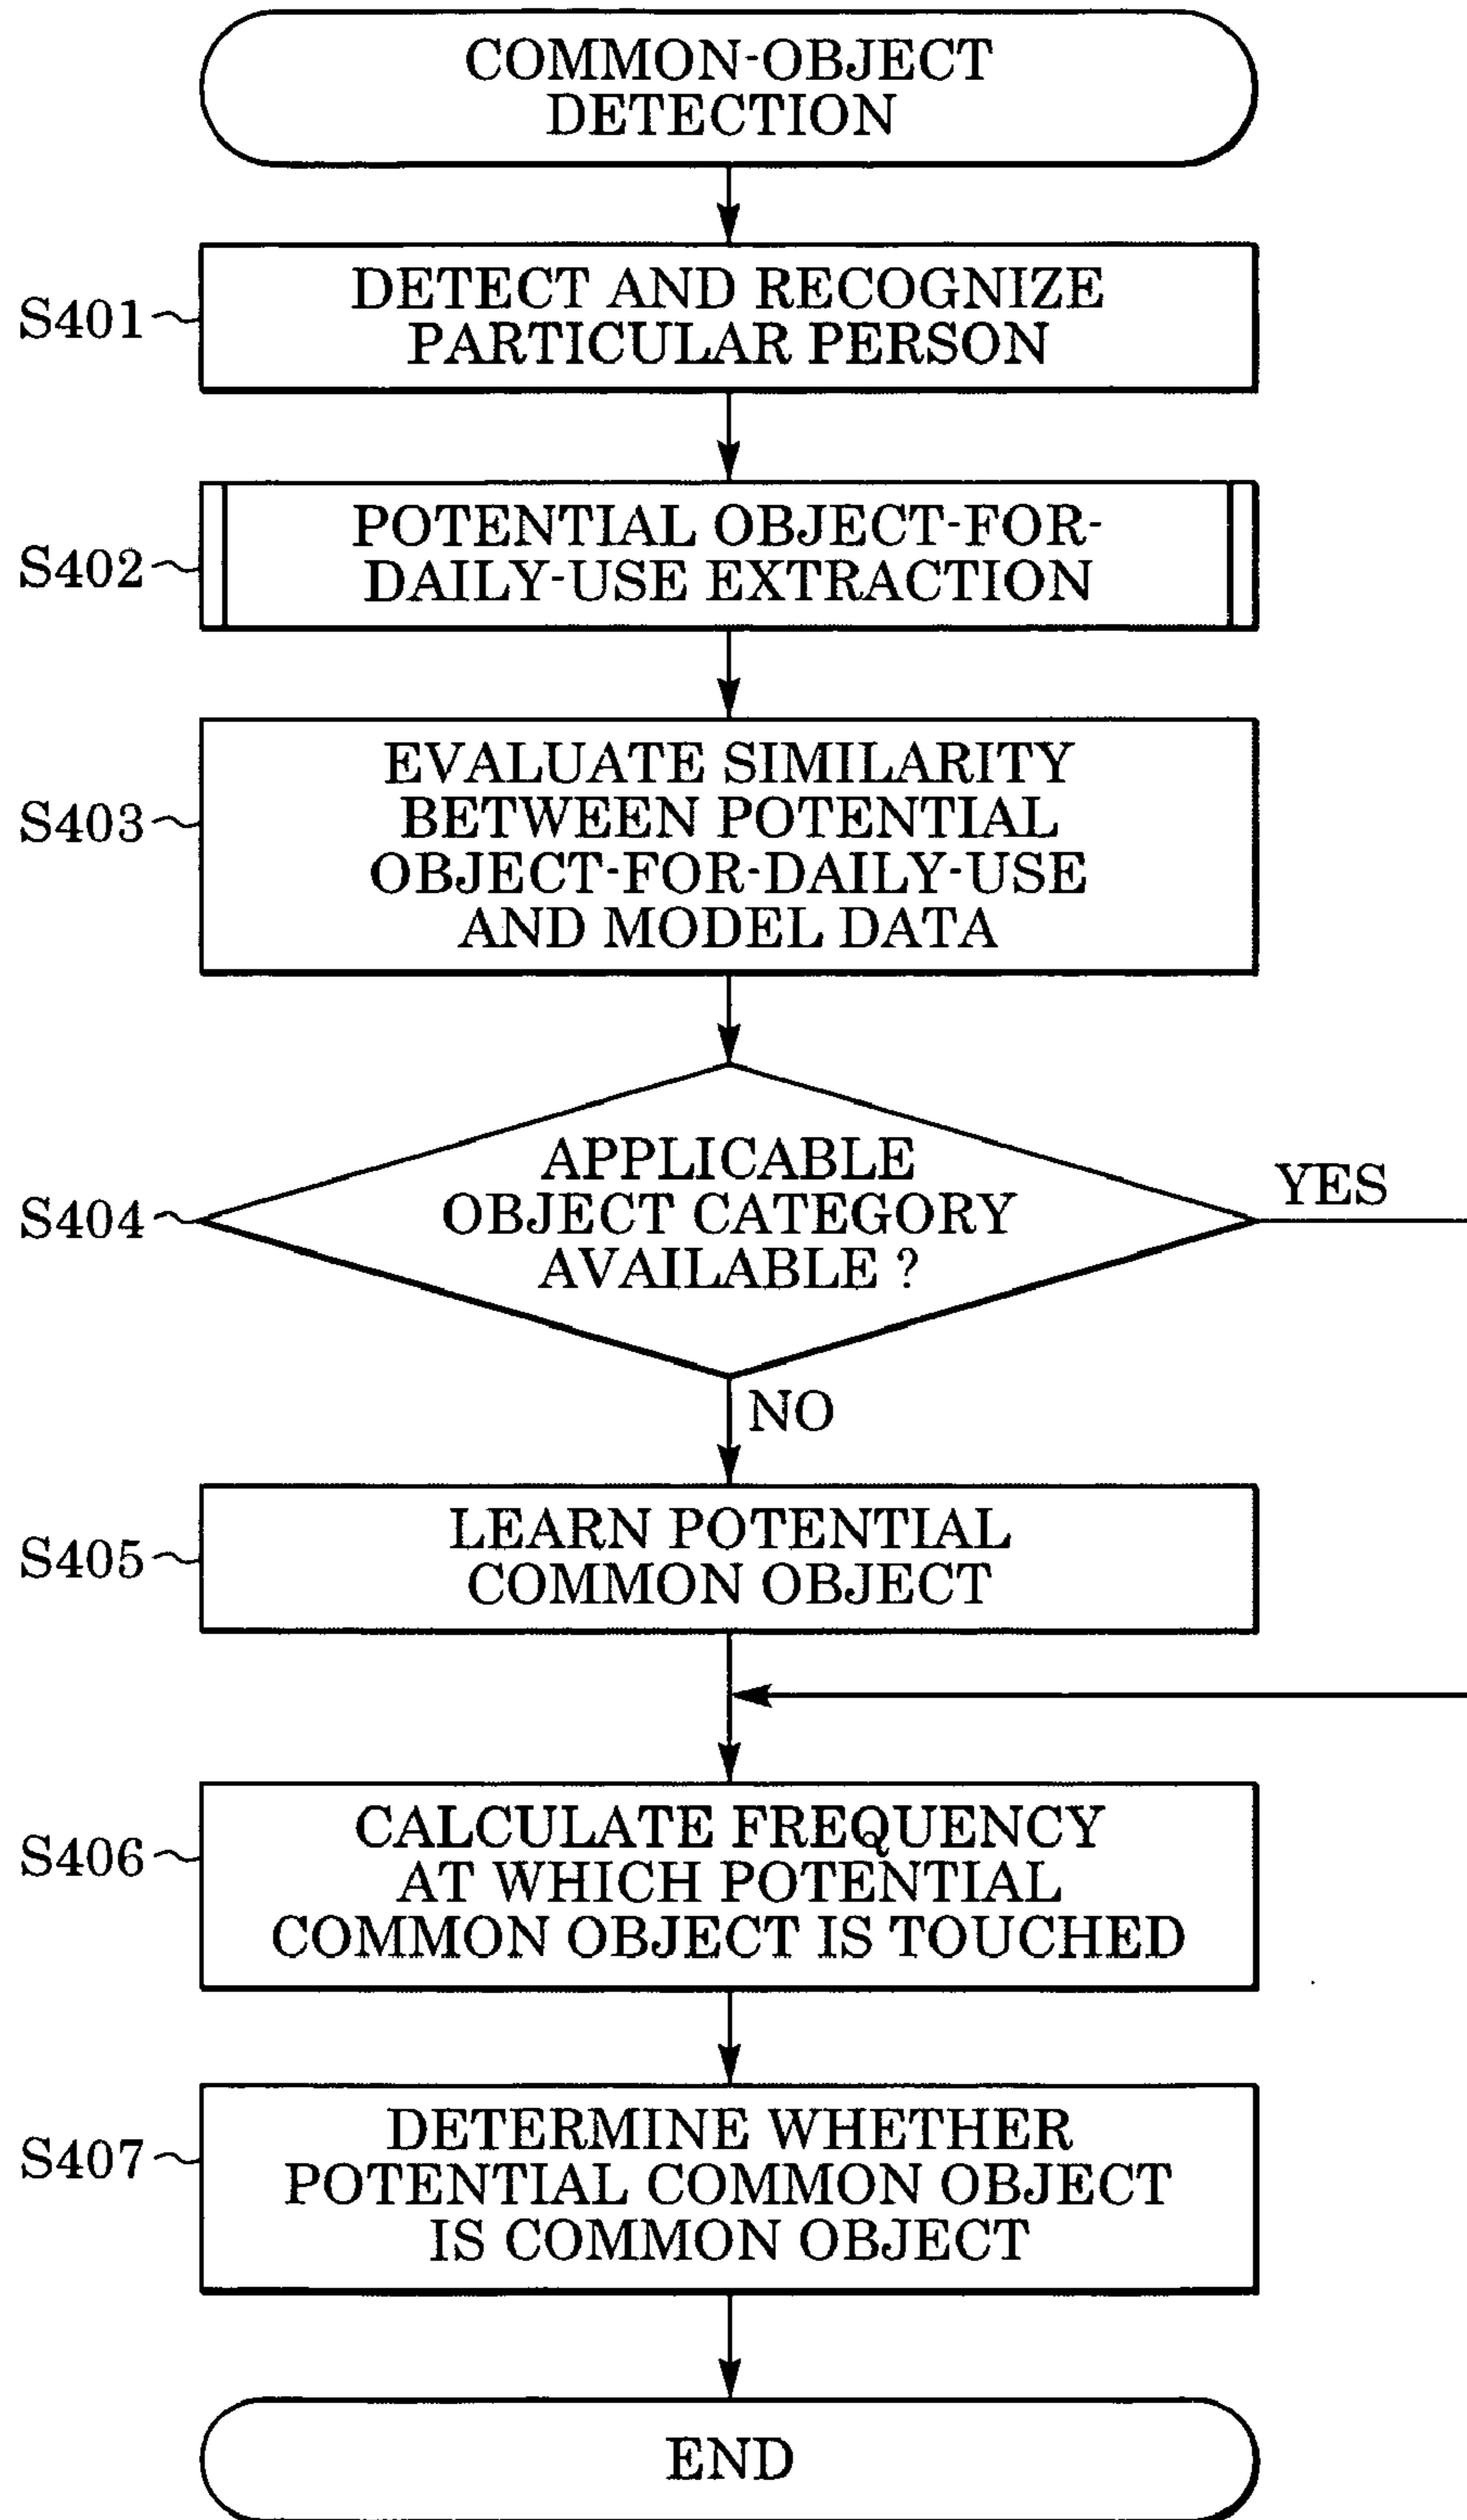 COMMON-OBJECT
DETECTION
S401
DETECT AND RECOGNIZE
PARTICULAR PERSON
S402
POTENTIAL OBJECT-FOR-
DAILY-USE EXTRACTION
S403
EVALUATE SIMILARITY
BETWEEN POTENTIAL
OBJECT-FOR-DAILY-USE
AND MODEL DATA
S404
APPLICABLE
OBJECT CATEGORY
AVAILABLE ?
YES
NO
S405
LEARN POTENTIAL
COMMON OBJECT
S406
CALCULATE FREQUENCY
AT WHICH POTENTIAL
COMMON OBJECT IS TOUCHED
S407
DETERMINE WHETHER
POTENTIAL COMMON OBJECT
IS COMMON OBJECT
END